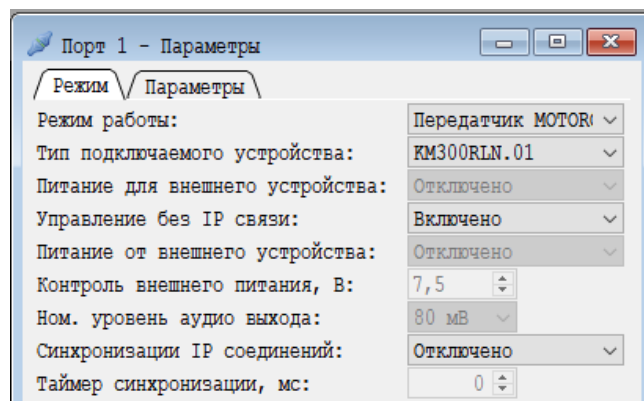 Порт 1 - Параметры
Режим Параметры
Режим работы: Передатчик MOTOR
Тип подключаемого устройства: KM300RLN.01
Питание для внешнего устройства: Отключено
Управление без IP связи: Включено
Питание от внешнего устройства: Отключено
Контроль внешнего питания, В: 7,5
Ном. уровень аудио выхода: 80 мВ
Синхронизации IP соединений: Отключено
Таймер синхронизации, мс: 0